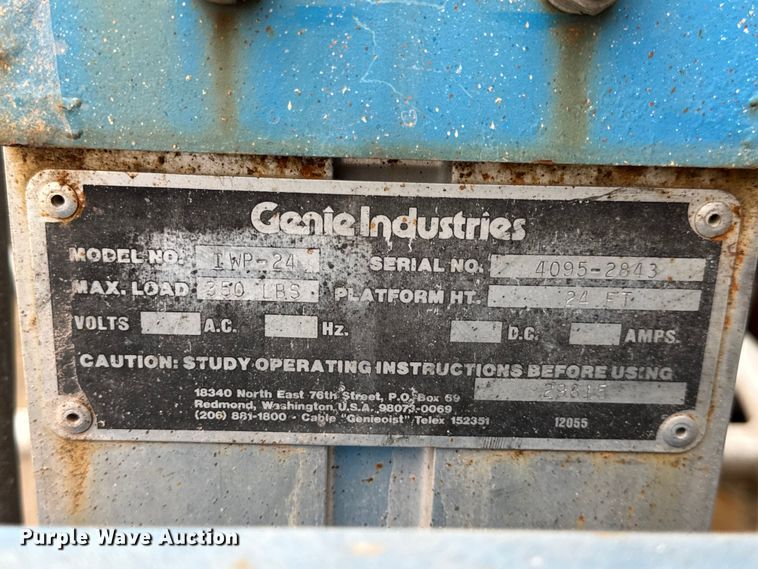 Genie Industries
MODEL NO. IWP-24 SERIAL NO. 4095-2843
MAX. LOAD 350 LBS PLATFORM HT. 24 FT
VOLTS A.C. Hz. D.C. AMPS.
CAUTION: STUDY OPERATING INSTRUCTIONS BEFORE USING
18340 North East 76th Street, P.O. Box 69
Redmond, Washington U.S.A. 98073-0069
(206) 881-1800 - Cable "Genieoist" Telex 152351
12055
Purple Wave Auction